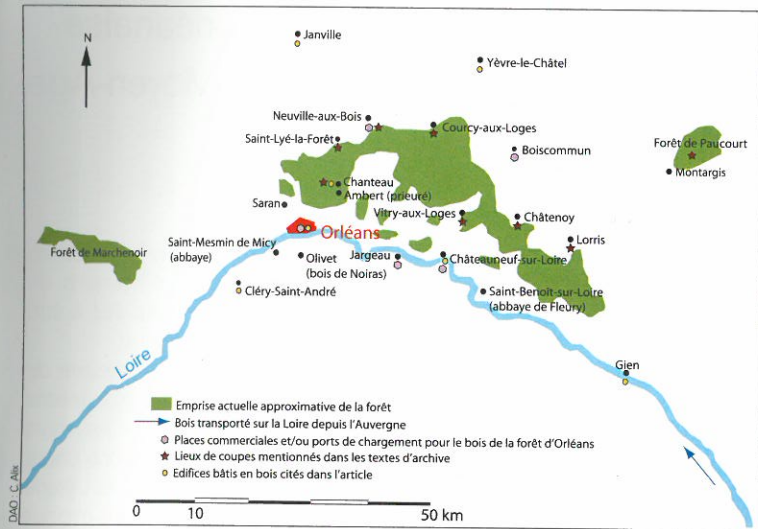 N
Janville
Yèvre-le-Châtel
Neuville-aux-Bois
Courcy-aux-Loges
Saint-Lyé-la-Forêt
Boiscommun
Forêt de Paucourt
Montargis
Chanteau
Ambert (prieuré)
Saran
Vitry-aux-Loges
Châtenoy
Orléans
Lorris
Forêt de Marchenoir
Saint-Mesmin de Micy
(abbaye)
Olivet
(bois de Noiras)
Jargeau
Châteauneuf-sur-Loire
Cléry-Saint-André
Saint-Benoît-sur-Loire
(abbaye de Fleury)
Loire
Gien
Emprise actuelle approximative de la forêt
Bois transporté sur la Loire depuis l'Auvergne
Places commerciales et/ou ports de chargement pour le bois de la forêt d'Orléans
Lieux de coupes mentionnés dans les textes d'archive
Edifices bâtis en bois cités dans l'article
0 10 50 km
DAO : C. Alix